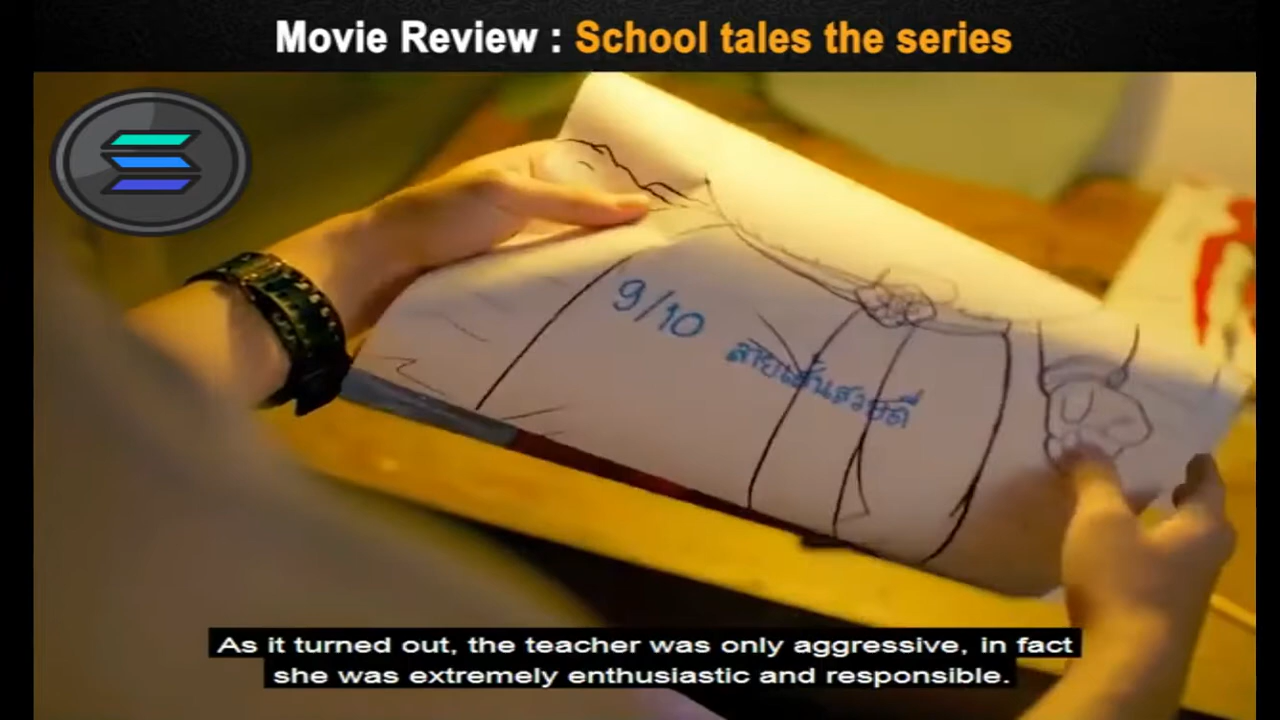 Movie Review : School tales the series
9/10
ลายเส้นสวยดี
As it turned out, the teacher was only aggressive, in fact
she was extremely enthusiastic and responsible.